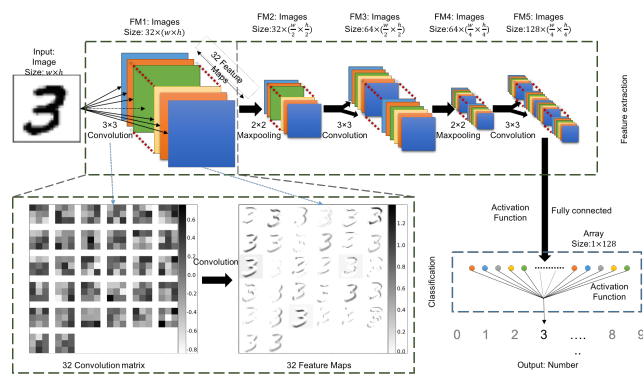 FM1: Images
Size: 32×(w×h)
FM2: Images
Size:32×(w/2×h/2)
FM3: Images
Size:64×(w/2×h/2)
FM4: Images
Size:64×(w/4×h/4)
FM5: Images
Size:128×(w/4×h/4)
Input:
Image
Size: w×h
32 Feature
Maps
3
3×3
Convolution
2×2
Maxpooling
3×3
Convolution
2×2
Maxpooling
3×3
Convolution
Feature extraction
Activation
Function
Fully connected
Array
Size:1×128
Classification
Activation
Function
0 1 2 3 .... 8 9
..
Output: Number
0.6
0.4
0.2
0.0
-0.2
-0.4
-0.6
-0.8
Convolution
1.2
1.0
0.8
0.6
0.4
0.2
0.0
32 Convolution matrix
32 Feature Maps